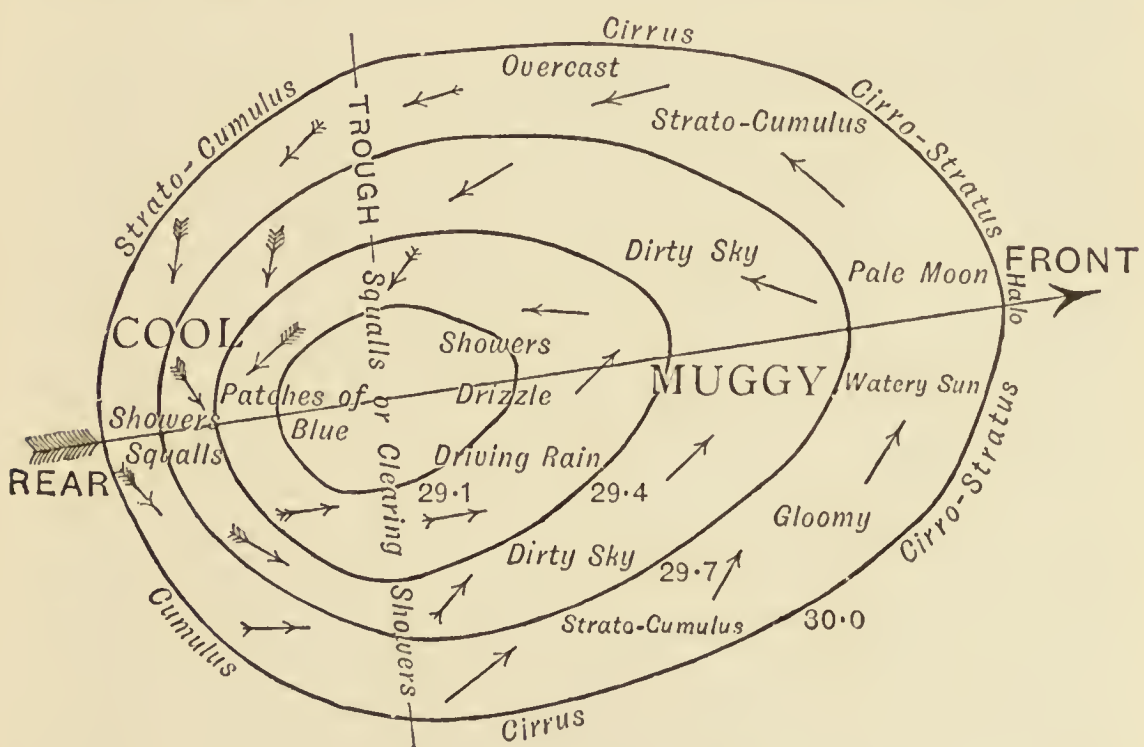 Cirrus
Overcast
Cirro-Stratus
Strato-Cumulus
Strato-Cumulus
TROUGH
Squalls or Clearing Showers
Dirty Sky
Pale Moon
FRONT
Halo
COOL
Showers
MUGGY
Watery Sun
Patches of
Blue
Drizzle
Showers
Squalls
REAR
Driving Rain
29·1
29·4
Gloomy
Cirro-Stratus
Dirty Sky
29·7
Strato-Cumulus
30·0
Cumulus
Cirrus